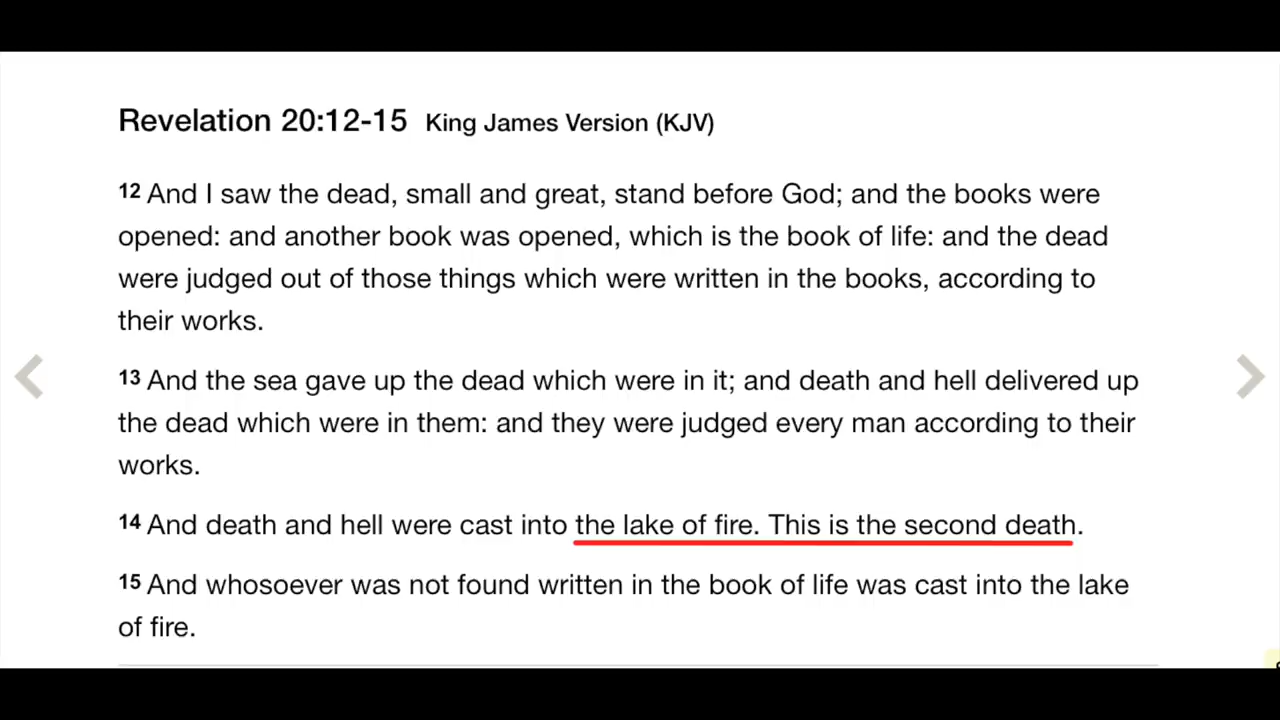 Revelation 20:12-15 King James Version (KJV)
12 And I saw the dead, small and great, stand before God; and the books were
opened: and another book was opened, which is the book of life: and the dead
were judged out of those things which were written in the books, according to
their works.
13 And the sea gave up the dead which were in it; and death and hell delivered up
the dead which were in them: and they were judged every man according to their
works.
14 And death and hell were cast into the lake of fire. This is the second death.
15 And whosoever was not found written in the book of life was cast into the lake
of fire.